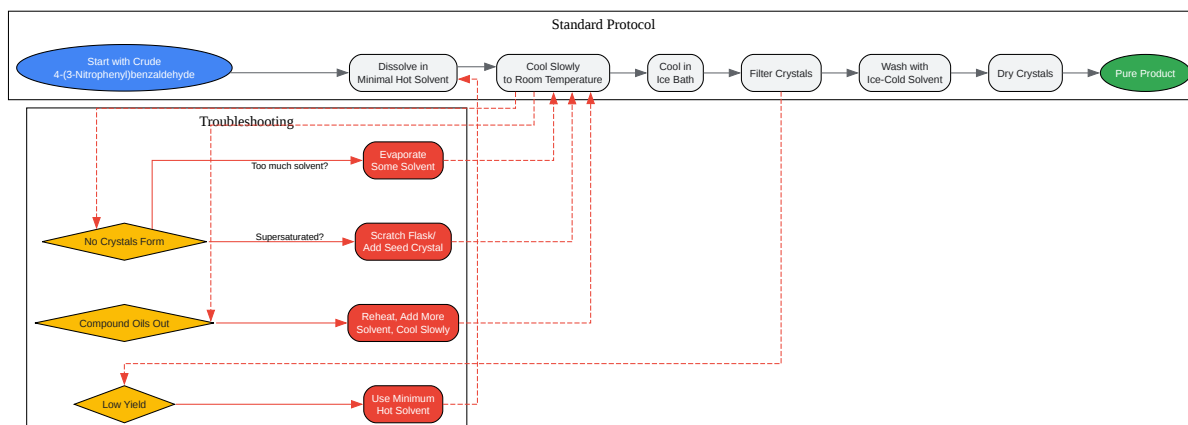 Standard Protocol
Start with Crude
4-(3-Nitrophenyl)benzaldehyde
Dissolve in
Minimal Hot Solvent
Cool Slowly
to Room Temperature
Cool in
Ice Bath
Filter Crystals
Wash with
Ice-Cold Solvent
Dry Crystals
Pure Product
Troubleshooting
Too much solvent?
Evaporate
Some Solvent
No Crystals Form
Supersaturated?
Scratch Flask/
Add Seed Crystal
Compound Oils Out
Reheat, Add More
Solvent, Cool Slowly
Low Yield
Use Minimum
Hot Solvent